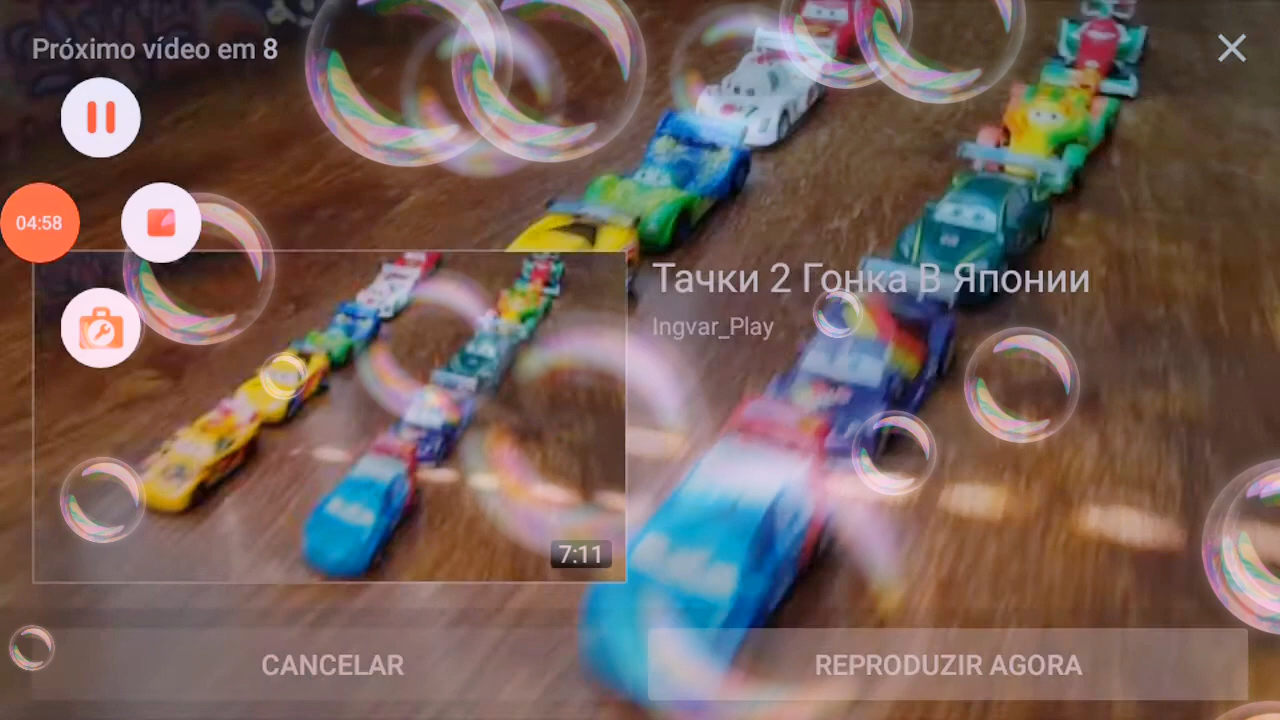 Próximo vídeo em 8
04:58
Тачки 2 Гонка В Японии
Ingvar_Play
7:11
CANCELAR
REPRODUZIR AGORA